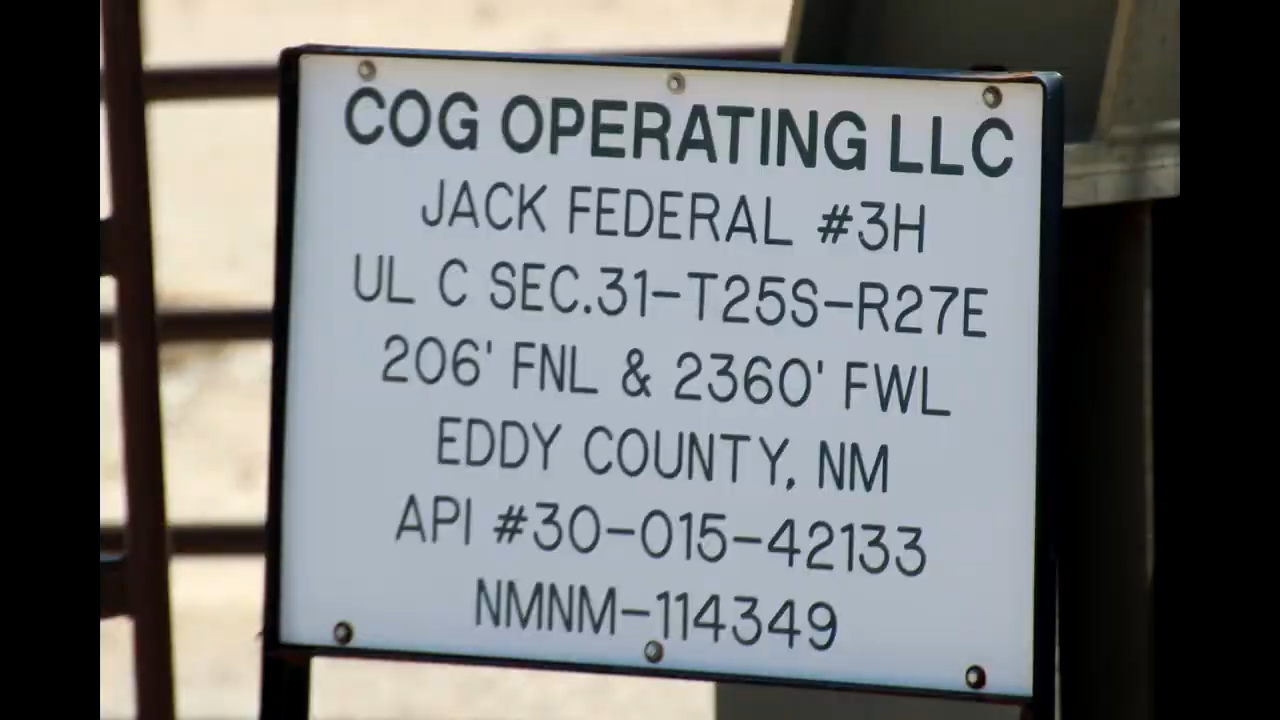 COG OPERATING LLC
JACK FEDERAL #3H
UL C SEC.31-T25S-R27E
206' FNL & 2360' FWL
EDDY COUNTY, NM
API #30-015-42133
NMNM-114349